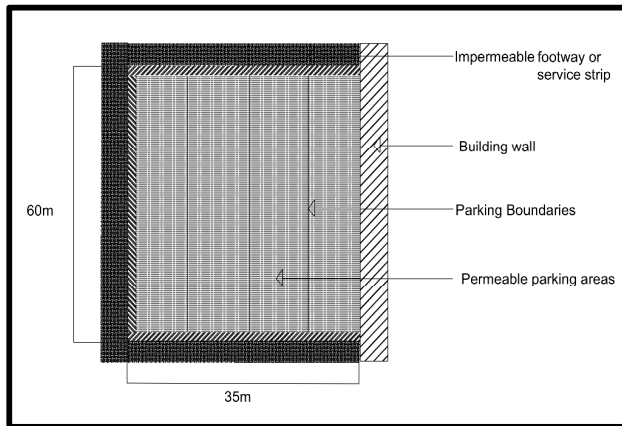 Impermeable footway or
service strip
Building wall
60m
Parking Boundaries
Permeable parking areas
35m